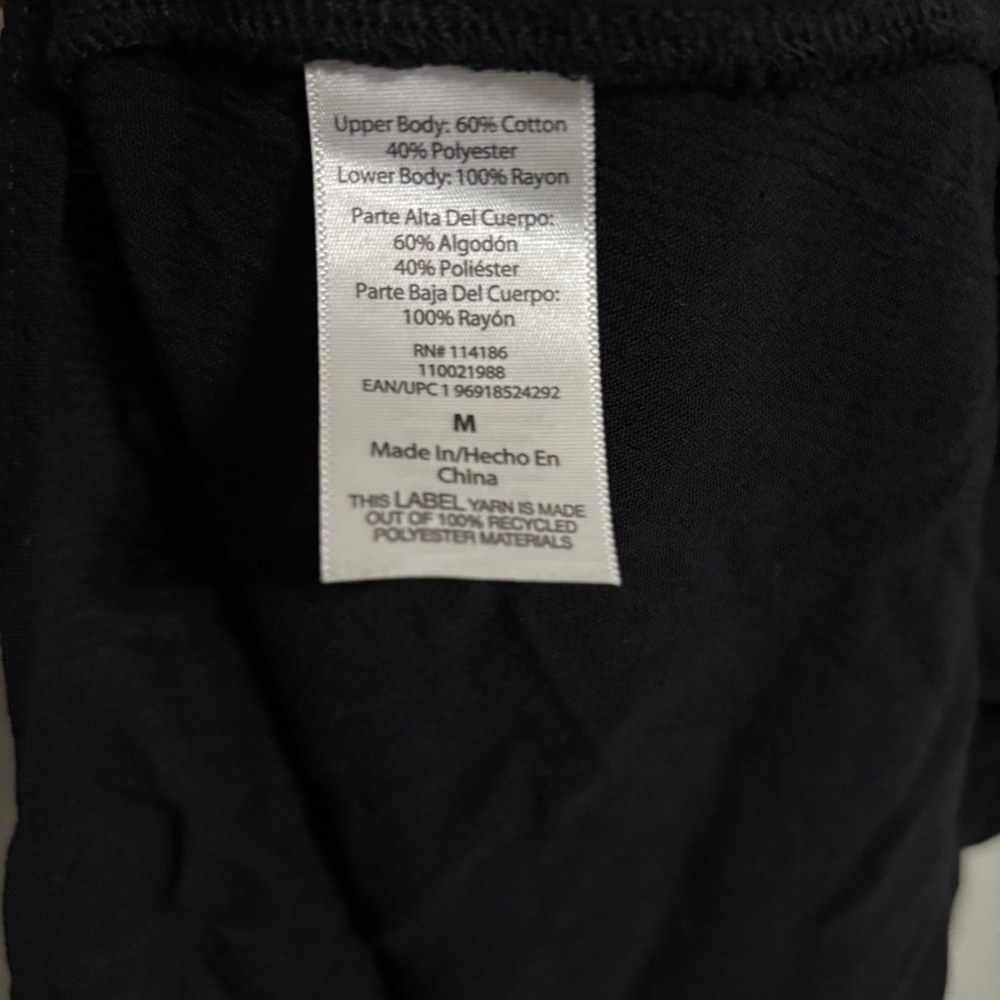 Upper Body: 60% Cotton
40% Polyester
Lower Body: 100% Rayon
Parte Alta Del Cuerpo:
60% Algodón
40% Poliéster
Parte Baja Del Cuerpo:
100% Rayón
RN# 114186
110021988
EAN/UPC 1 96918524292
M
Made In/Hecho En
China
THIS LABEL YARN IS MADE
OUT OF 100% RECYCLED
POLYESTER MATERIALS